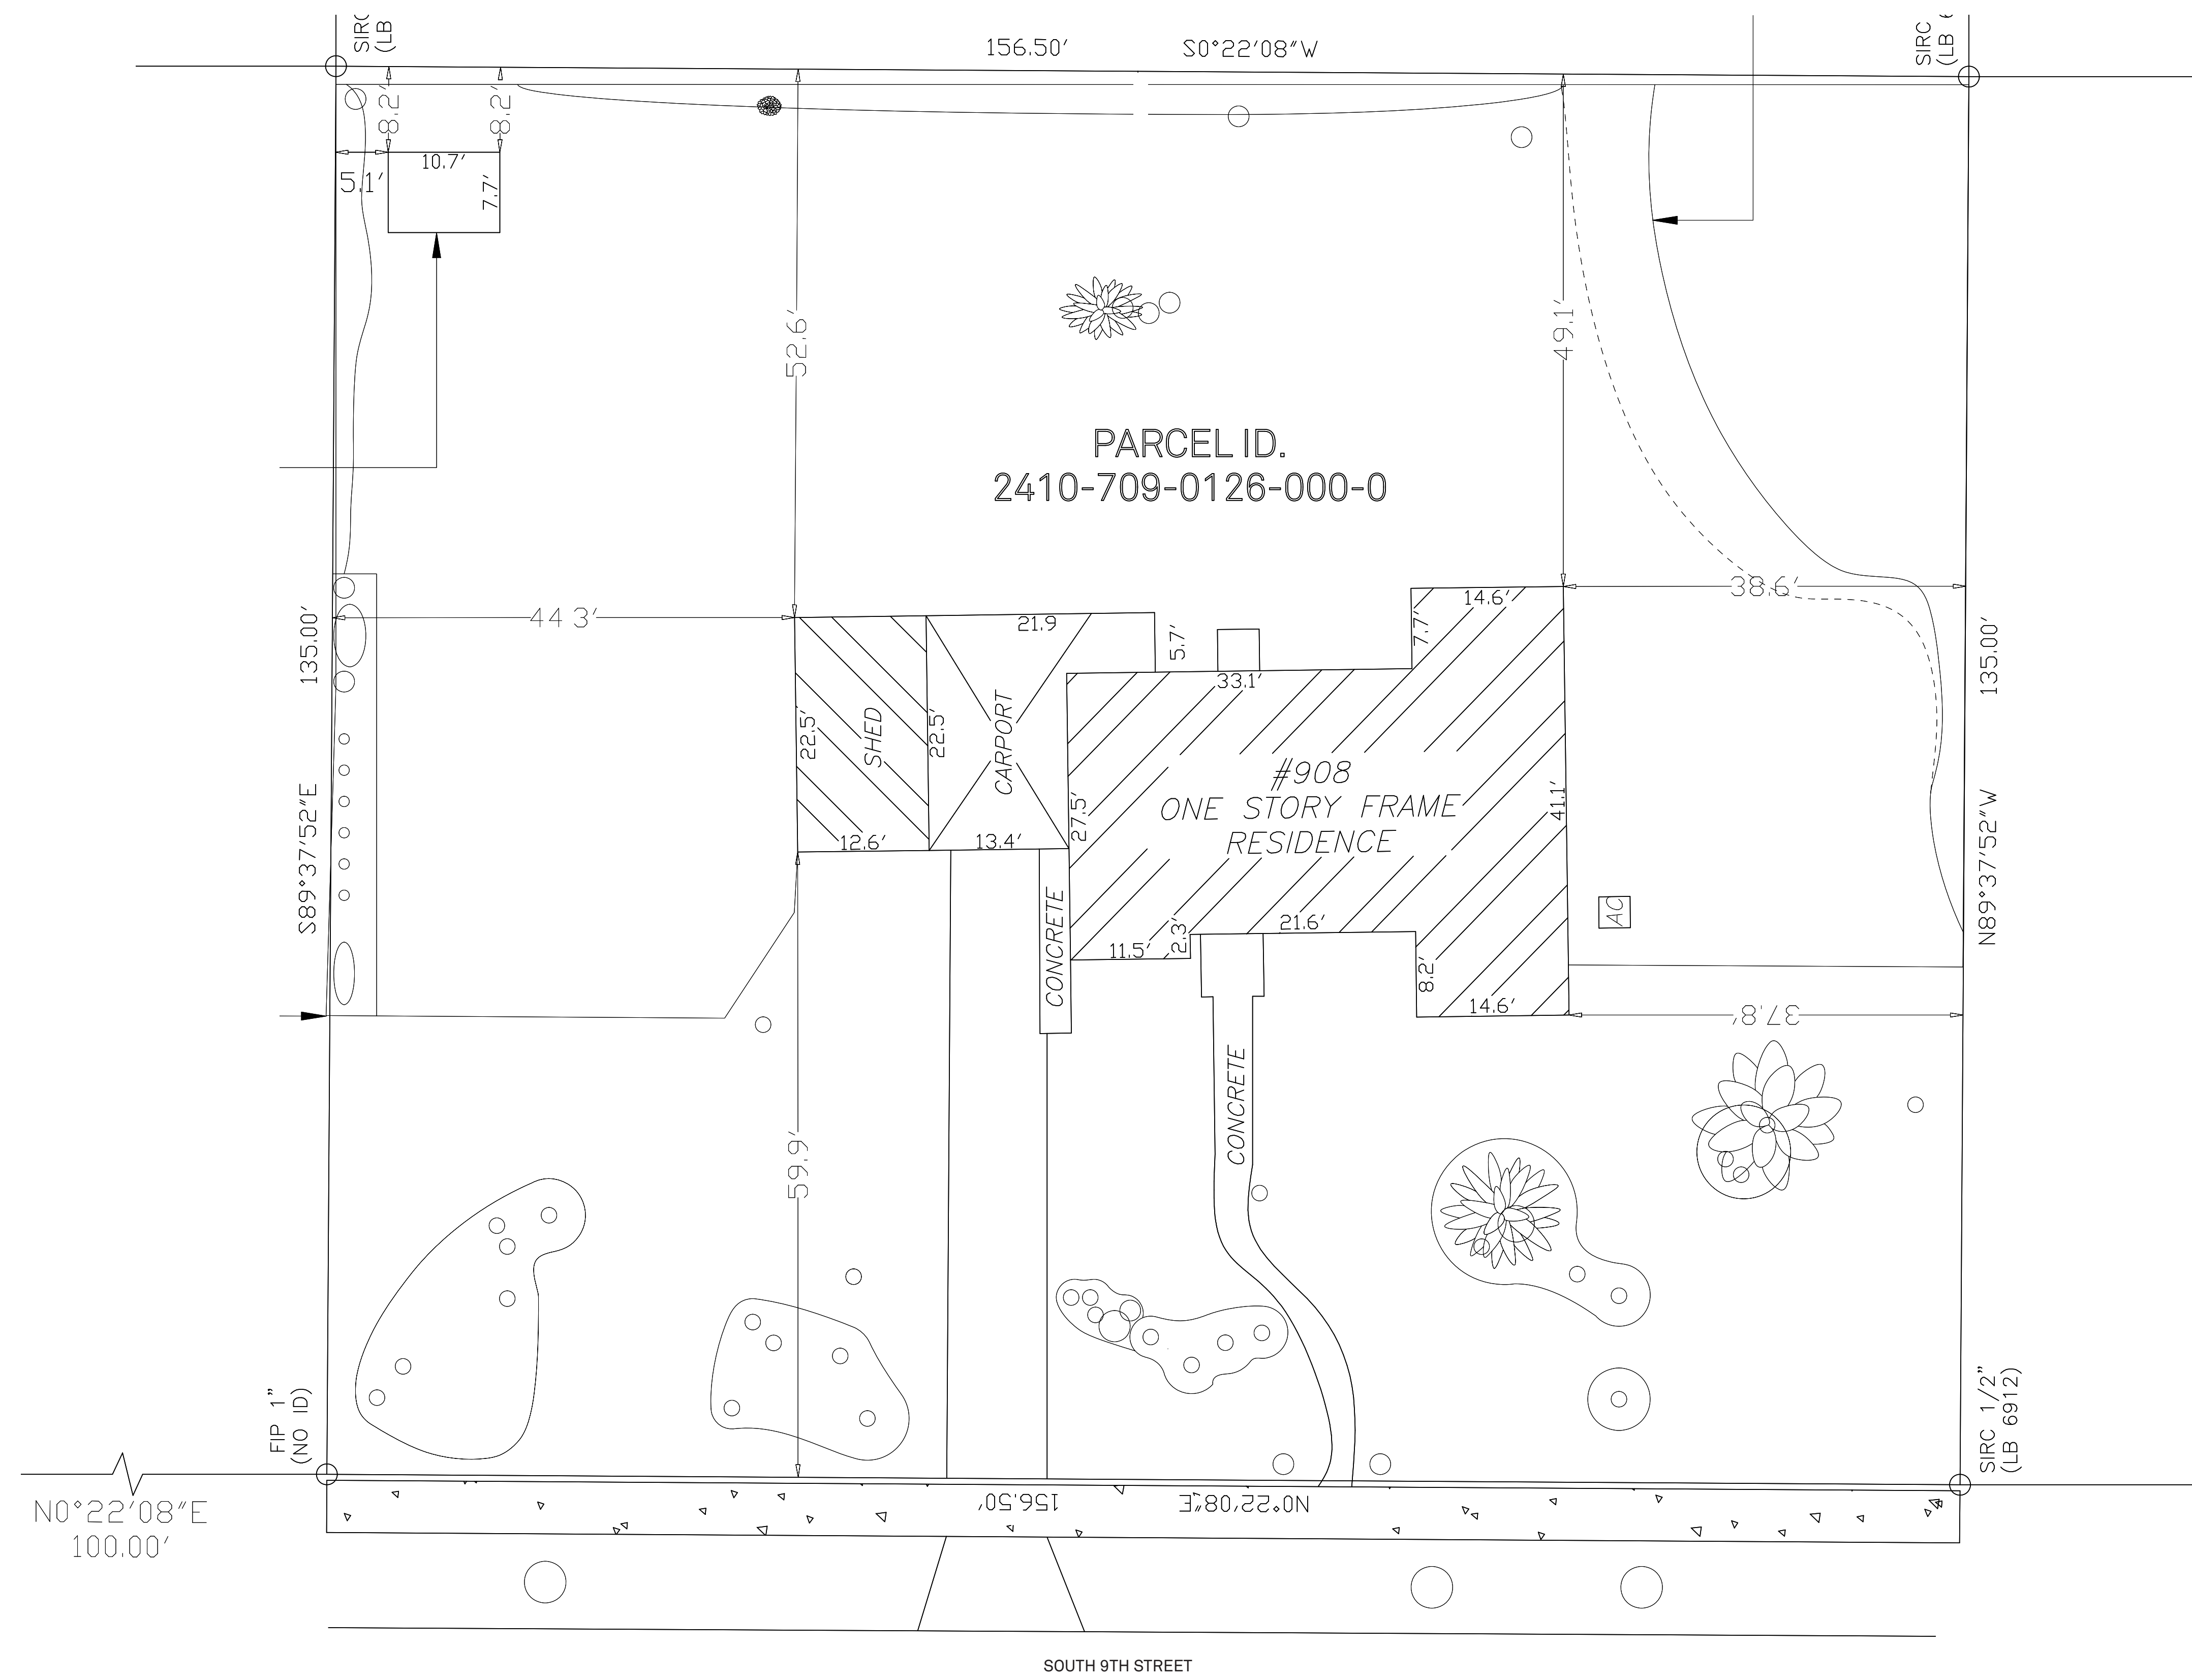 SIRC
(LB
156.50' S0°22'08"W
SIRC
(LB
8.2'
8.2'
10.7'
5.1'
7.7'
52.6'
49.1'
PARCEL ID.
2410-709-0126-000-0
38.6'
44 3'
135.00'
S89°37'52"E
135.00'
N89°37'52"W
21.9
5.7'
14.6'
7.7'
33.1'
22.5'
SHED
22.5'
CARPORT
27.5'
#908
ONE STORY FRAME
RESIDENCE
41.1'
12.6'
13.4'
CONCRETE
11.5'
2.3'
21.6'
8.2'
14.6'
AC
37.8'
CONCRETE
59.9'
FIP 1"
(NO ID)
SIRC 1/2"
(LB 6912)
N0°22'08"E
100.00'
156.50' N0°22'08"E
SOUTH 9TH STREET